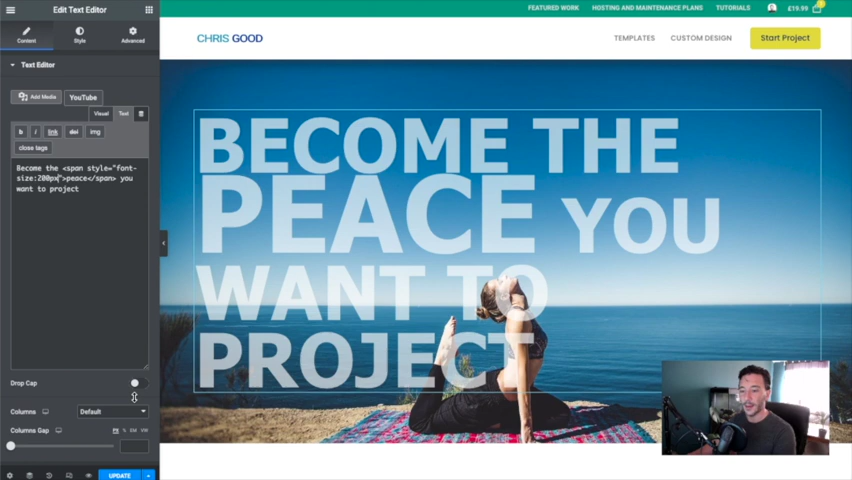 Edit Text Editor
FEATURED WORK HOSTING AND MAINTENANCE PLANS TUTORIALS £19.99
Content Style Advanced
CHRIS GOOD
TEMPLATES CUSTOM DESIGN Start Project
Text Editor
Add Media YouTube
Visual Text
b i link del img
close tags
Become the <span style="font-
size:200px">peace</span> you
want to project
BECOME THE
PEACE YOU
WANT TO
PROJECT
Drop Cap
Columns Default
Columns Gap PX % EM VW
UPDATE